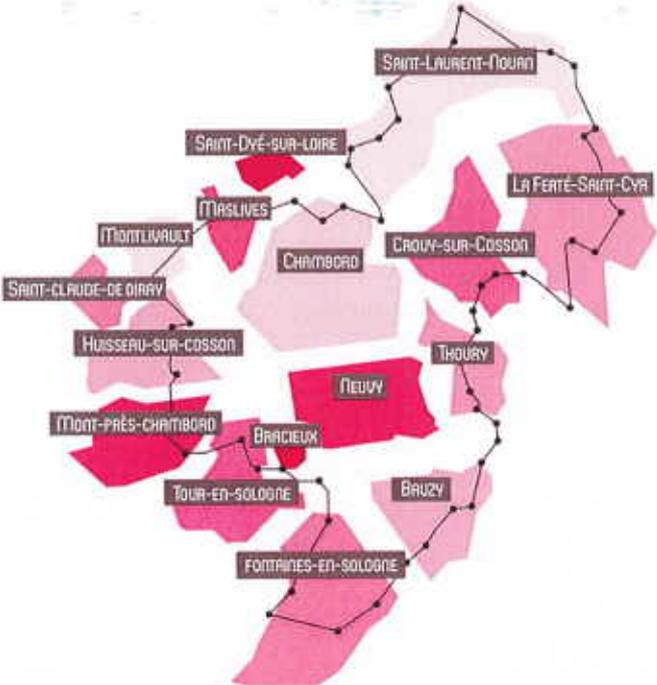 SAINT-LAURENT-NOUAN
SAINT-DYÉ-SUR-LOIRE
LA FERTÉ-SAINT-CYR
MASLIVES
MONTLIVAULT
CROUY-SUR-COSSON
CHAMBORD
SAINT-CLAUDE-DE DIRAY
HUISSEAU-SUR-COSSON
THOURY
NEUVY
MONT-PRÈS-CHAMBORD
BRACIEUX
TOUR-EN-SOLOGNE
BAUZY
FONTAINES-EN-SOLOGNE